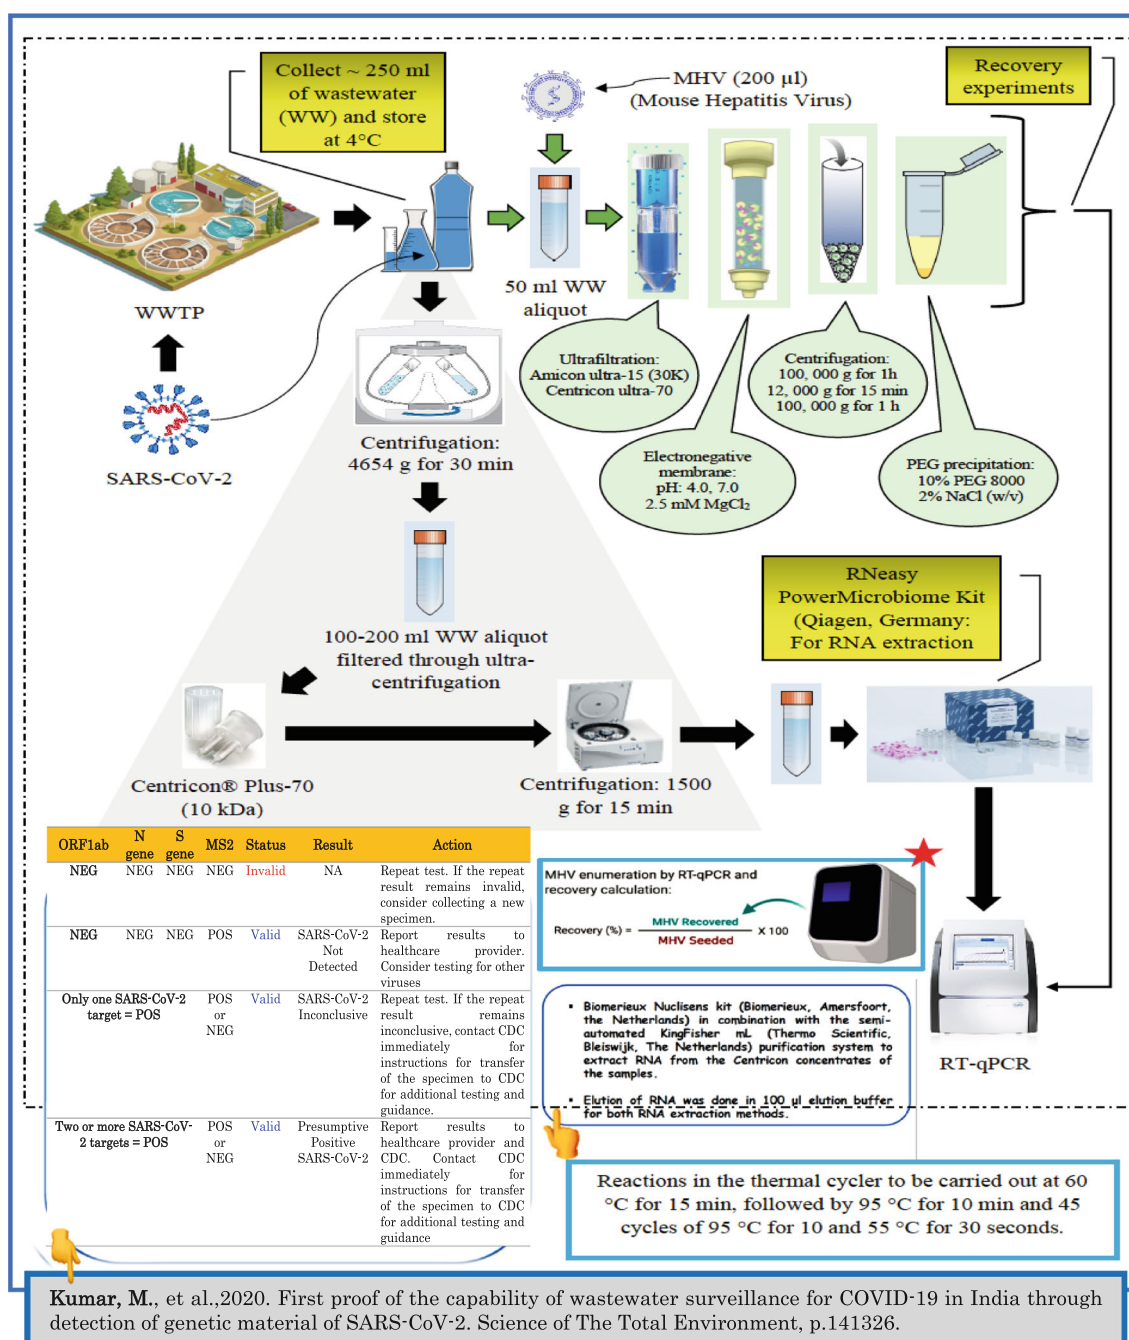 Collect ~ 250 ml
of wastewater
(WW) and store
at 4°C
MHV (200 µl)
(Mouse Hepatitis Virus)
Recovery
experiments
WWTP
50 ml WW
aliquot
SARS-CoV-2
Centrifugation:
4654 g for 30 min
Ultrafiltration:
Amicon ultra-15 (30K)
Centricon ultra-70
Centrifugation:
100, 000 g for 1h
12, 000 g for 15 min
100, 000 g for 1 h
Electronegative
membrane:
pH: 4.0, 7.0
2.5 mM MgCl₂
PEG precipitation:
10% PEG 8000
2% NaCl (w/v)
100-200 ml WW aliquot
filtered through ultra-
centrifugation
RNeasy
PowerMicrobiome Kit
(Qiagen, Germany:
For RNA extraction
Centricon® Plus-70
(10 kDa)
Centrifugation: 1500
g for 15 min
ORF1ab N gene S gene MS2 Status Result Action
NEG NEG NEG NEG Invalid NA Repeat test. If the repeat
result remains invalid,
consider collecting a new
specimen.
NEG NEG NEG POS Valid SARS-CoV-2 Report results to
Not healthcare provider.
Detected Consider testing for other
viruses
Only one SARS-CoV-2 POS Valid SARS-CoV-2 Repeat test. If the repeat
target = POS or Inconclusive result remains
NEG inconclusive, contact CDC
immediately for
instructions for transfer
of the specimen to CDC
for additional testing and
guidance.
Two or more SARS-CoV- POS Valid Presumptive Report results to
2 targets = POS or Positive healthcare provider and
NEG SARS-CoV-2 CDC. Contact CDC
immediately for
instructions for transfer
of the specimen to CDC
for additional testing and
guidance
MHV enumeration by RT-qPCR and
recovery calculation:
Recovery (%) = MHV Recovered / MHV Seeded X 100
RT-qPCR
▪ Biomerieux Nuclisens kit (Biomerieux, Amersfoort,
the Netherlands) in combination with the semi-
automated KingFisher mL (Thermo Scientific,
Bleiswijk, The Netherlands) purification system to
extract RNA from the Centricon concentrates of
the samples.
▪ Elution of RNA was done in 100 µl elution buffer
for both RNA extraction methods.
Reactions in the thermal cycler to be carried out at 60
°C for 15 min, followed by 95 °C for 10 min and 45
cycles of 95 °C for 10 and 55 °C for 30 seconds.
Kumar, M., et al.,2020. First proof of the capability of wastewater surveillance for COVID-19 in India through
detection of genetic material of SARS-CoV-2. Science of The Total Environment, p.141326.